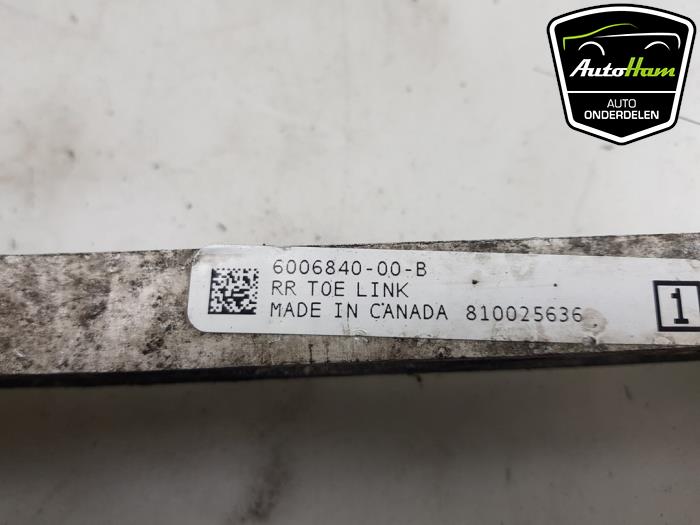 AutoHam
AUTO
ONDERDELEN
6006840-00-B
RR TOE LINK
MADE IN CANADA 810025636
1